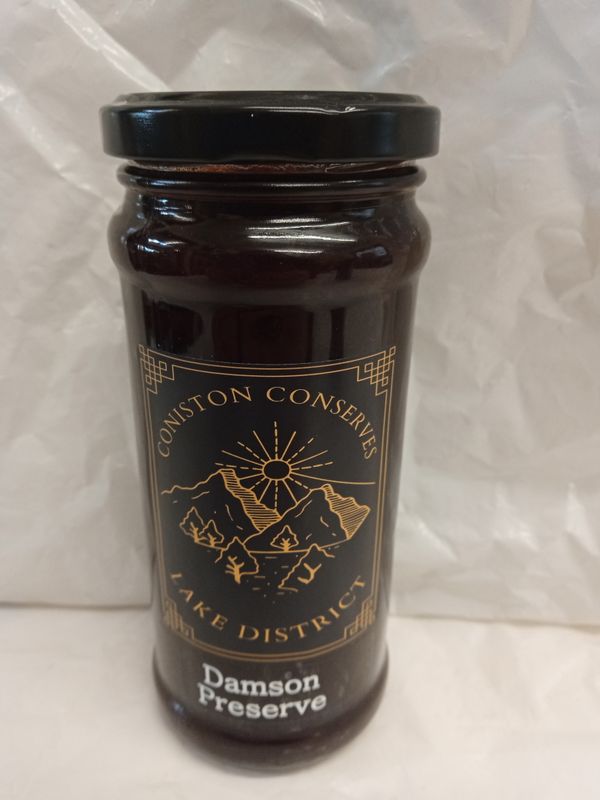 CONISTON CONSERVES
LAKE DISTRICT
Damson
Preserve